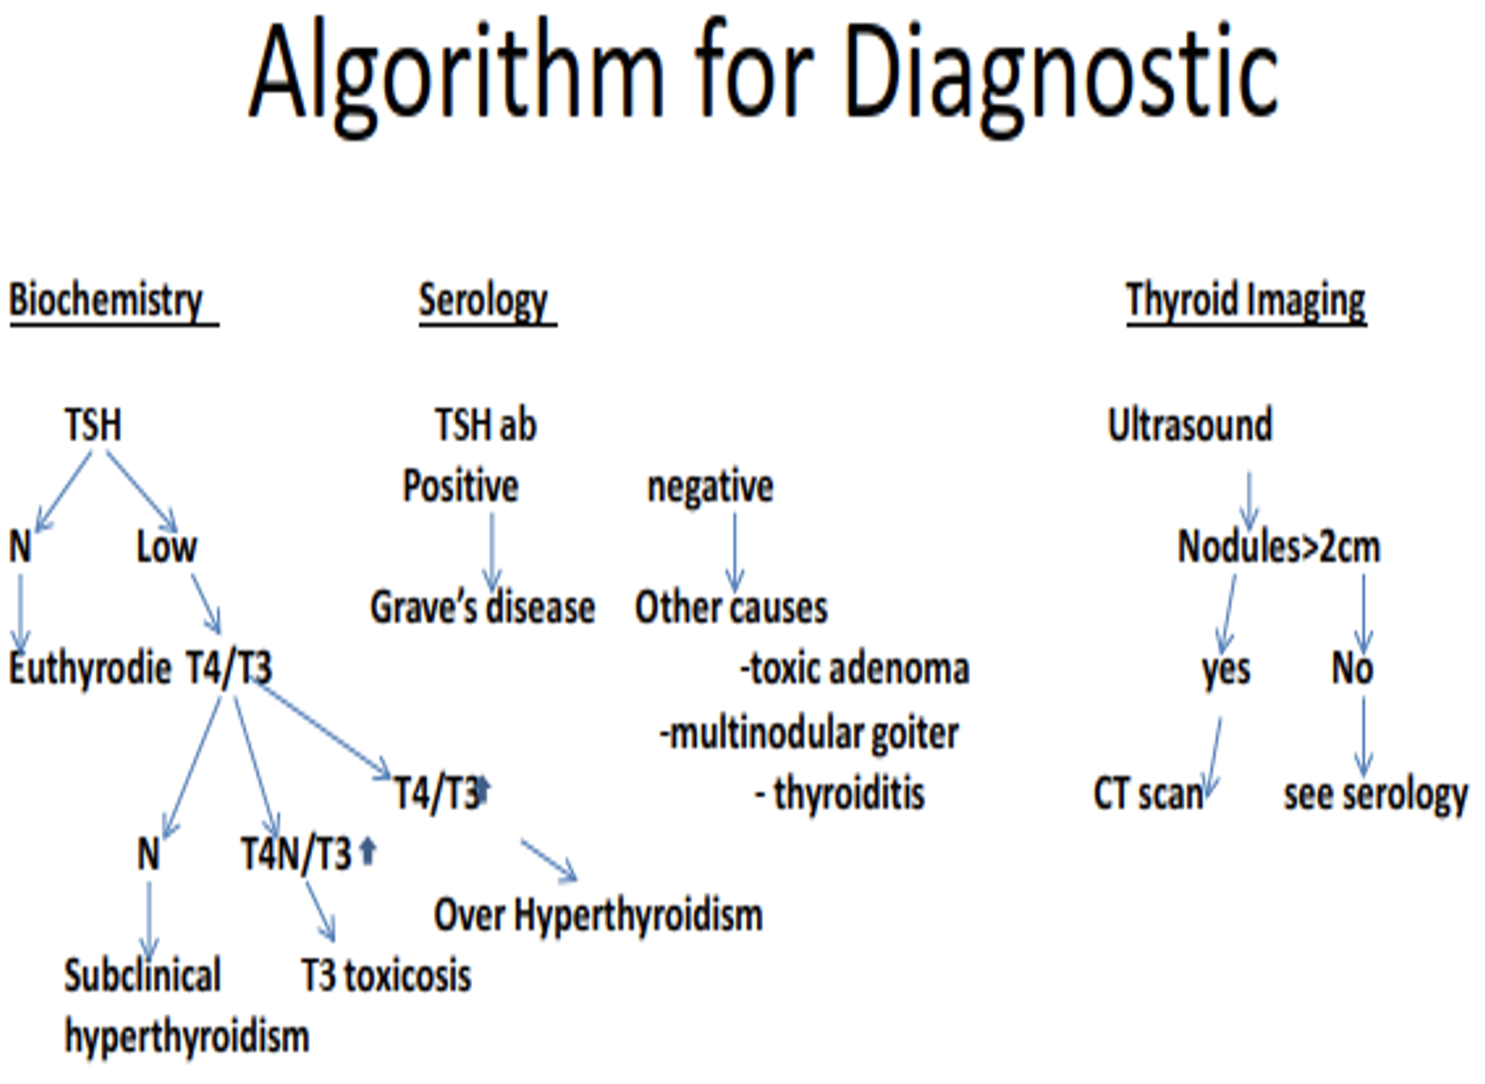 Algorithm for Diagnostic
Biochemistry Serology Thyroid Imaging
TSH TSH ab Ultrasound
Positive negative
N Low Nodules>2cm
Grave's disease Other causes
Euthyrodie T4/T3 -toxic adenoma yes No
-multinodular goiter
T4/T3 - thyroiditis CT scan see serology
N T4N/T3
Over Hyperthyroidism
Subclinical T3 toxicosis
hyperthyroidism